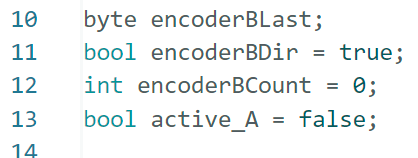 10 byte encoderBLast;
11 bool encoderBDir = true;
12 int encoderBCount = 0;
13 bool active_A = false;
14